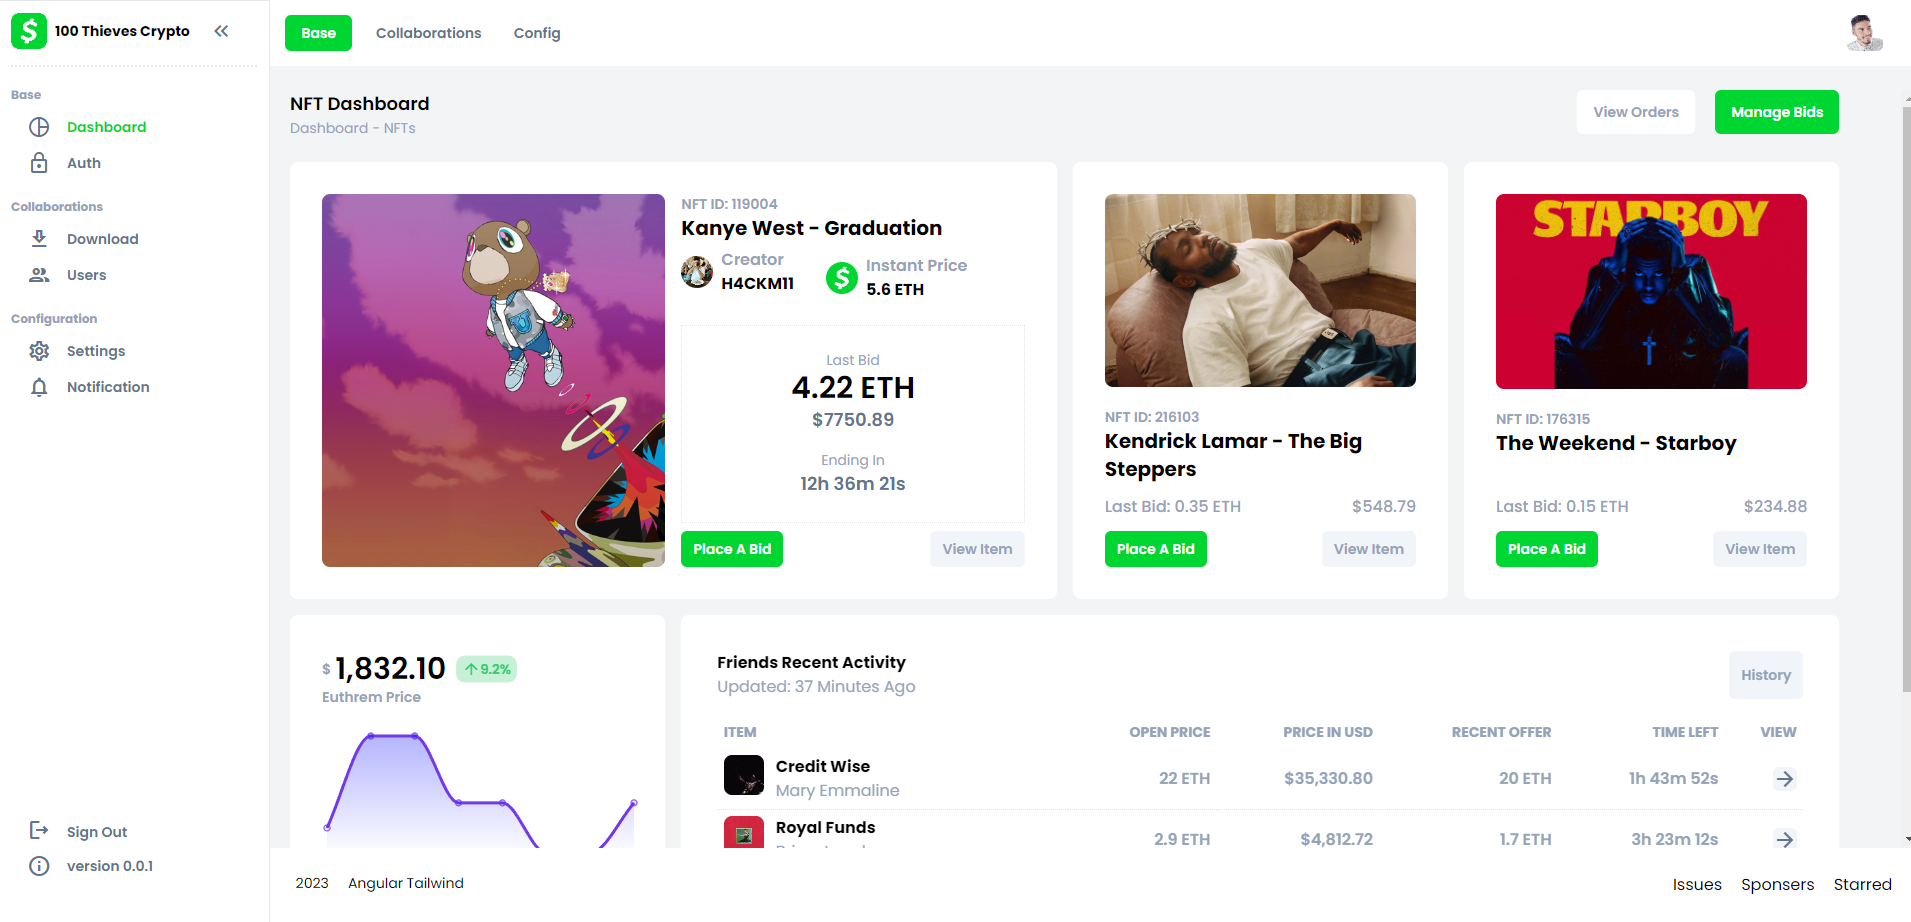 100 Thieves Crypto
Base
Collaborations
Config
Base
Dashboard
Auth
Collaborations
Download
Users
Configuration
Settings
Notification
Sign Out
version 0.0.1
NFT Dashboard
Dashboard - NFTs
View Orders
Manage Bids
NFT ID: 119004
Kanye West - Graduation
Creator
H4CKM11
Instant Price
5.6 ETH
Last Bid
4.22 ETH
$7750.89
Ending In
12h 36m 21s
Place A Bid
View Item
NFT ID: 216103
Kendrick Lamar - The Big
Steppers
Last Bid: 0.35 ETH
$548.79
Place A Bid
View Item
STARBOY
NFT ID: 176315
The Weekend - Starboy
Last Bid: 0.15 ETH
$234.88
Place A Bid
View Item
$ 1,832.10
9.2%
Euthrem Price
Friends Recent Activity
Updated: 37 Minutes Ago
History
ITEM OPEN PRICE PRICE IN USD RECENT OFFER TIME LEFT VIEW
Credit Wise
Mary Emmaline
22 ETH $35,330.80 20 ETH 1h 43m 52s
Royal Funds
2.9 ETH $4,812.72 1.7 ETH 3h 23m 12s
2023 Angular Tailwind
Issues Sponsers Starred